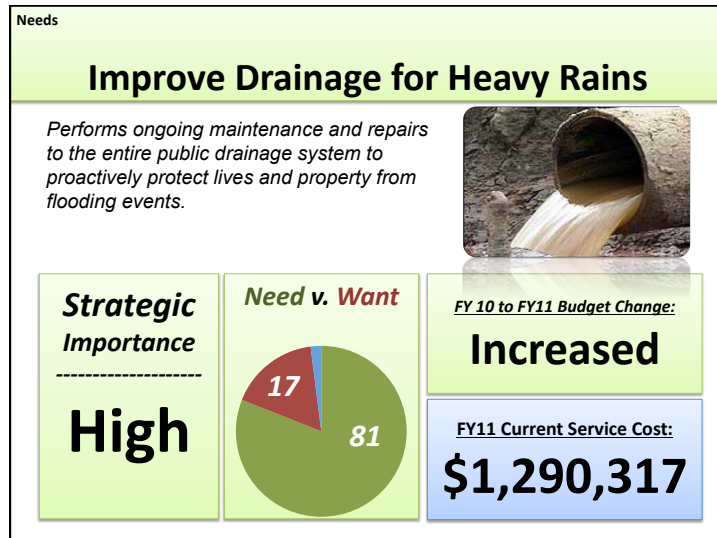 Needs
Improve Drainage for Heavy Rains
Performs ongoing maintenance and repairs
to the entire public drainage system to
proactively protect lives and property from
flooding events.
Strategic
Importance
--------------------
High
Need v. Want
17
81
FY 10 to FY11 Budget Change:
Increased
FY11 Current Service Cost:
$1,290,317